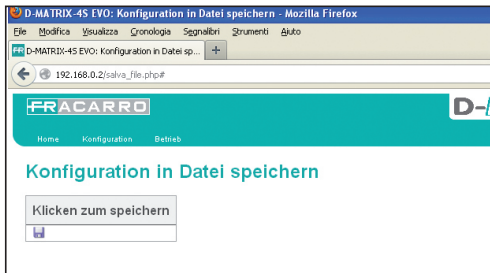 D-MATRIX-4S EVO: Konfiguration in Datei speichern - Mozilla Firefox
File Modifica Visualizza Cronologia Segnalibri Strumenti Aiuto
FR D-MATRIX-4S EVO: Konfiguration in Datei sp... +
192.168.0.2/salva_file.php#
FRACARRO
D-
Home Konfiguration Betrieb
Konfiguration in Datei speichern
Klicken zum speichern